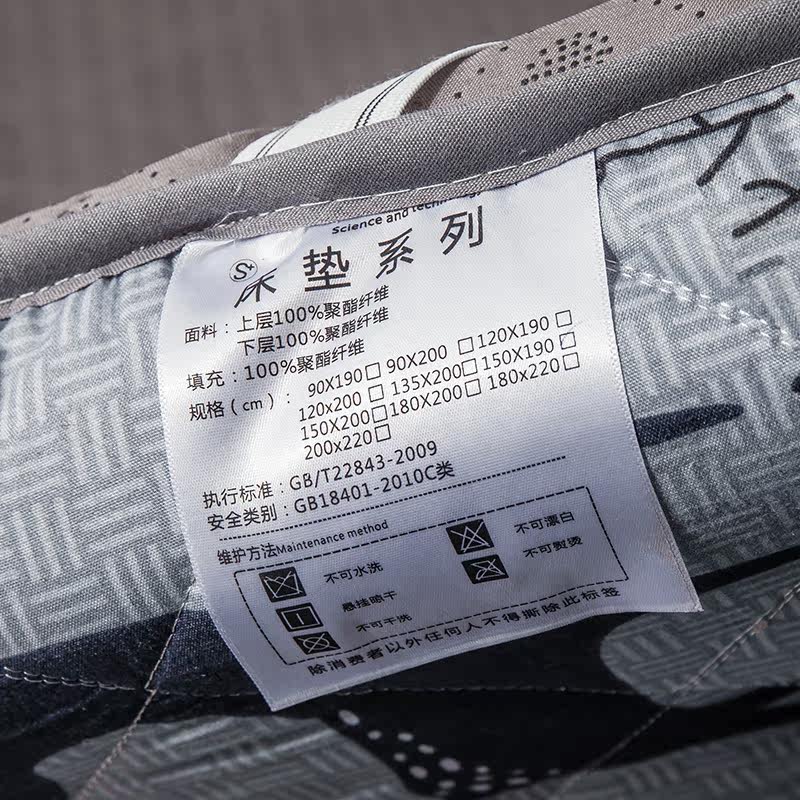 Science and technology
S+
床垫系列
面料：上层100%聚酯纤维
下层100%聚酯纤维
填充：100%聚酯纤维
规格（cm）：90X190□ 90X200 □120X190 □
120x200 □ 135X200□ 150X190□
150X200□180X200□ 180x220□
200x220□
执行标准：GB/T22843-2009
安全类别：GB18401-2010C类
维护方法Maintenance method
不可水洗 不可漂白
悬挂晾干 不可熨烫
不可干洗
除消费者以外任何人不得撕除此标签